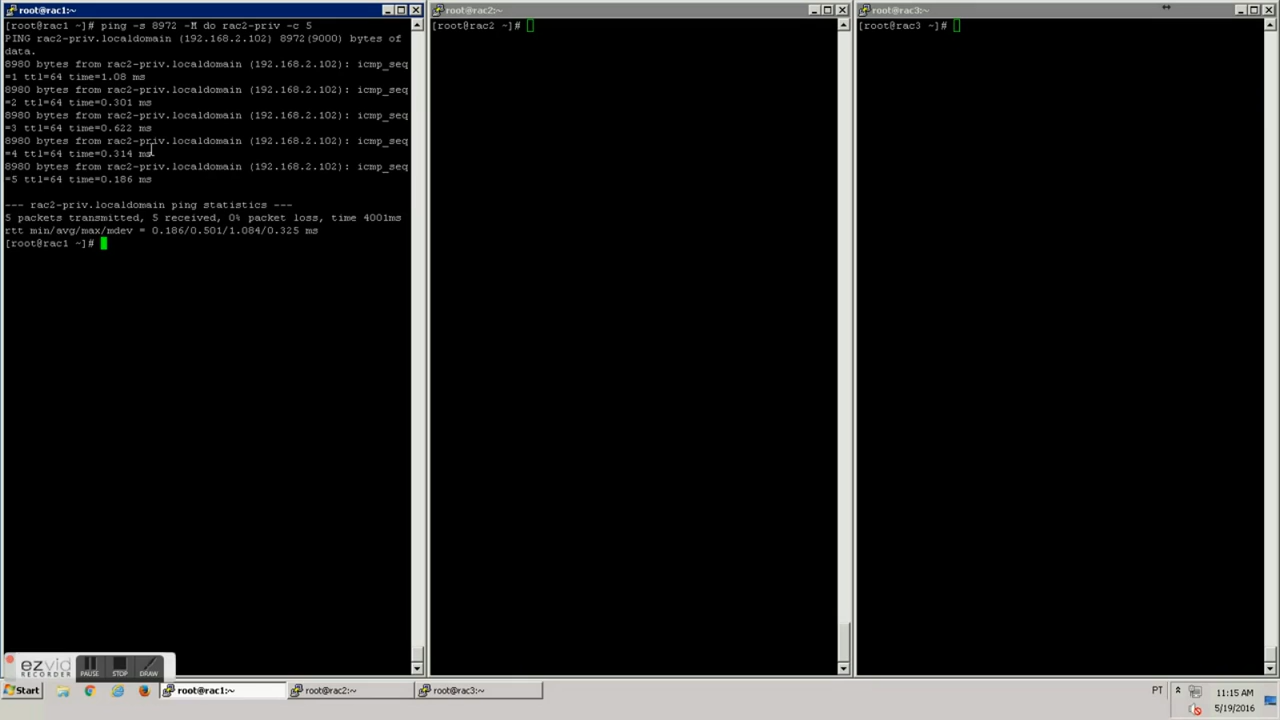 root@rac1:~
[root@rac1 ~]# ping -s 8972 -M do rac2-priv -c 5
PING rac2-priv.localdomain (192.168.2.102) 8972(9000) bytes of
data.
8980 bytes from rac2-priv.localdomain (192.168.2.102): icmp_seq
=1 ttl=64 time=1.08 ms
8980 bytes from rac2-priv.localdomain (192.168.2.102): icmp_seq
=2 ttl=64 time=0.301 ms
8980 bytes from rac2-priv.localdomain (192.168.2.102): icmp_seq
=3 ttl=64 time=0.622 ms
8980 bytes from rac2-priv.localdomain (192.168.2.102): icmp_seq
=4 ttl=64 time=0.314 ms
8980 bytes from rac2-priv.localdomain (192.168.2.102): icmp_seq
=5 ttl=64 time=0.186 ms
--- rac2-priv.localdomain ping statistics ---
5 packets transmitted, 5 received, 0% packet loss, time 4001ms
rtt min/avg/max/mdev = 0.186/0.501/1.084/0.325 ms
[root@rac1 ~]#
root@rac2:~
[root@rac2 ~]#
root@rac3:~
[root@rac3 ~]#
ezvid
RECORDER
PAUSE
STOP
DRAW
Start
root@rac1:~
root@rac2:~
root@rac3:~
PT
11:15 AM
5/19/2016